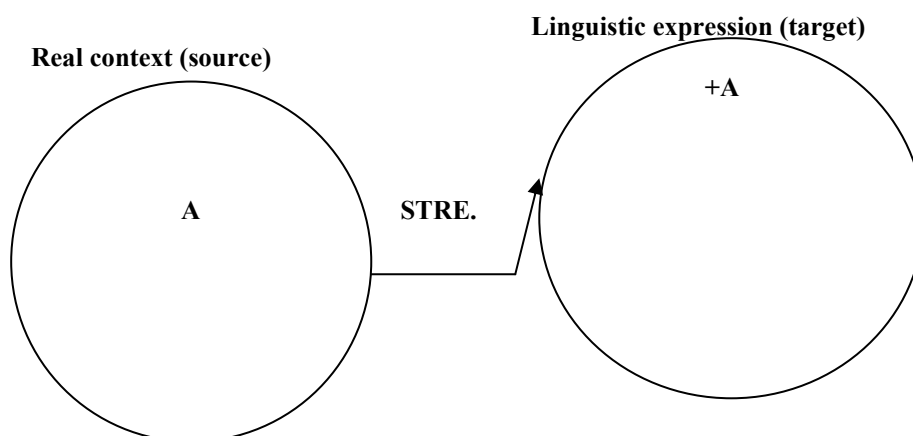 Linguistic expression (target)
Real context (source)
+A
A
STRE.